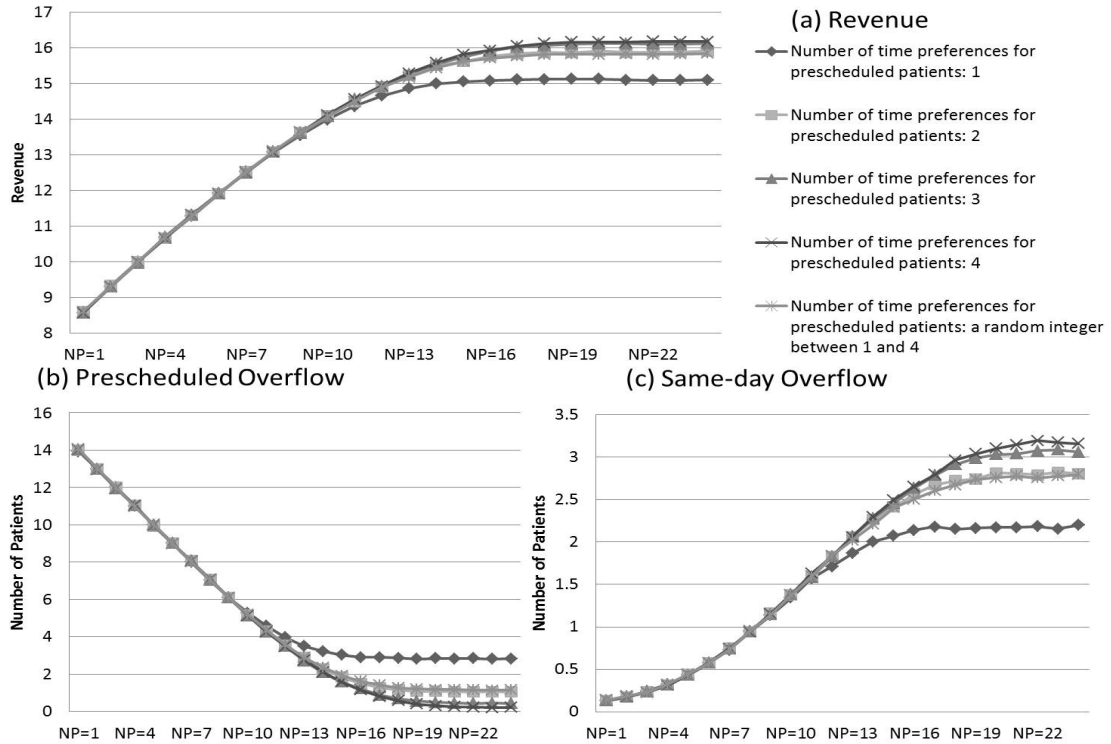 (a) Revenue
17
16
15
14
13
12
11
10
9
8
Revenue
NP=1 NP=4 NP=7 NP=10 NP=13 NP=16 NP=19 NP=22
Number of time preferences for
prescheduled patients: 1
Number of time preferences for
prescheduled patients: 2
Number of time preferences for
prescheduled patients: 3
Number of time preferences for
prescheduled patients: 4
Number of time preferences for
prescheduled patients: a random integer
between 1 and 4
(b) Prescheduled Overflow
16
14
12
10
8
6
4
2
0
Number of Patients
NP=1 NP=4 NP=7 NP=10 NP=13 NP=16 NP=19 NP=22
(c) Same-day Overflow
3.5
3
2.5
2
1.5
1
0.5
0
Number of Patients
NP=1 NP=4 NP=7 NP=10 NP=13 NP=16 NP=19 NP=22